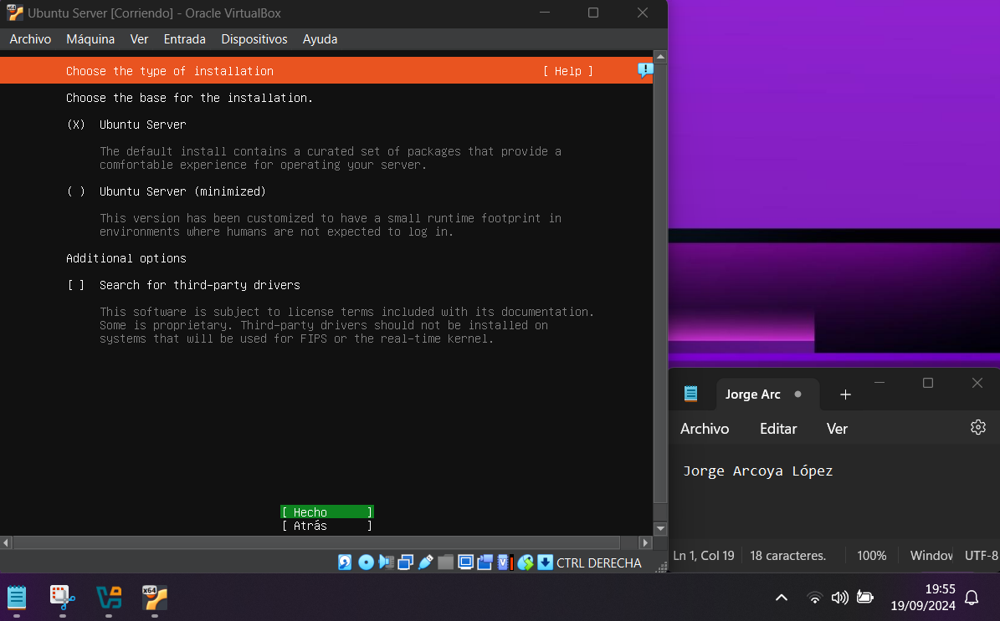 Ubuntu Server [Corriendo] - Oracle VirtualBox
Archivo Máquina Ver Entrada Dispositivos Ayuda
Choose the type of installation [ Help ]
Choose the base for the installation.
(X) Ubuntu Server
The default install contains a curated set of packages that provide a
comfortable experience for operating your server.
( ) Ubuntu Server (minimized)
This version has been customized to have a small runtime footprint in
environments where humans are not expected to log in.
Additional options
[ ] Search for third-party drivers
This software is subject to license terms included with its documentation.
Some is proprietary. Third-party drivers should not be installed on
systems that will be used for FIPS or the real-time kernel.
[ Hecho ]
[ Atrás ]
CTRL DERECHA
Jorge Arc
Archivo Editar Ver
Jorge Arcoya López
Ln 1, Col 19 18 caracteres. 100% Window UTF-8
x64
19:55
19/09/2024